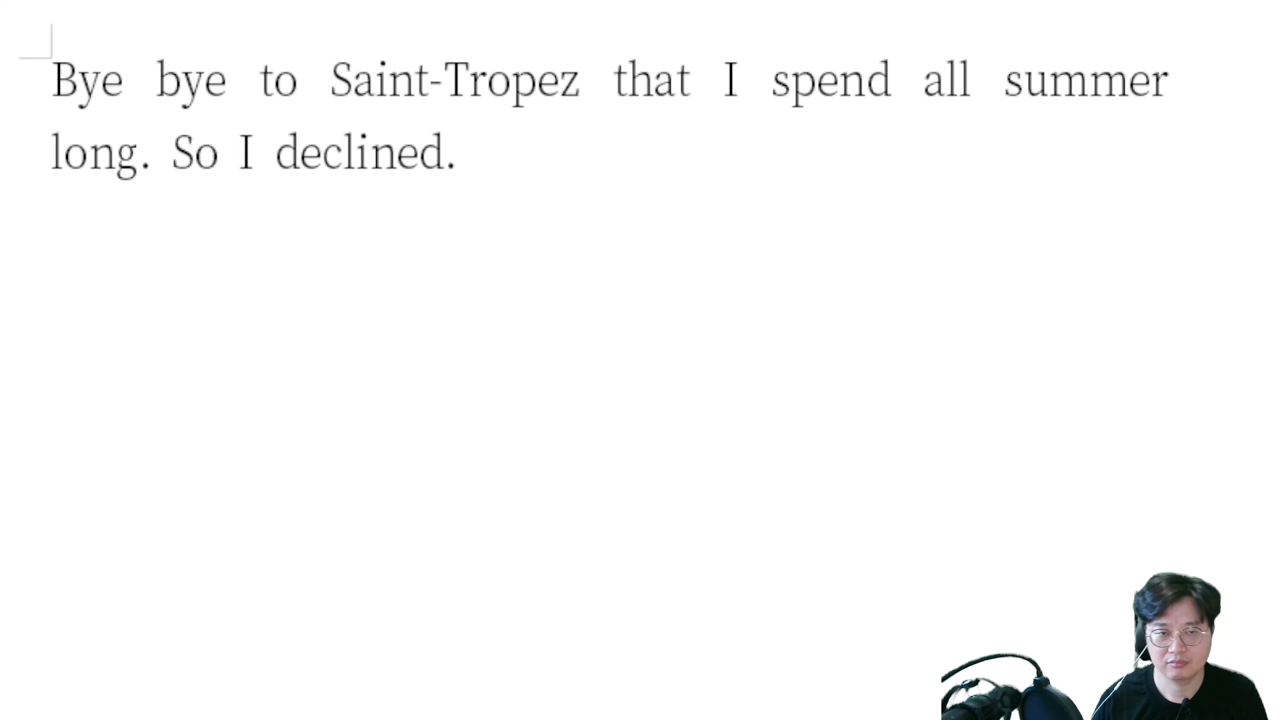 Bye bye to Saint-Tropez that I spend all summer
long. So I declined.